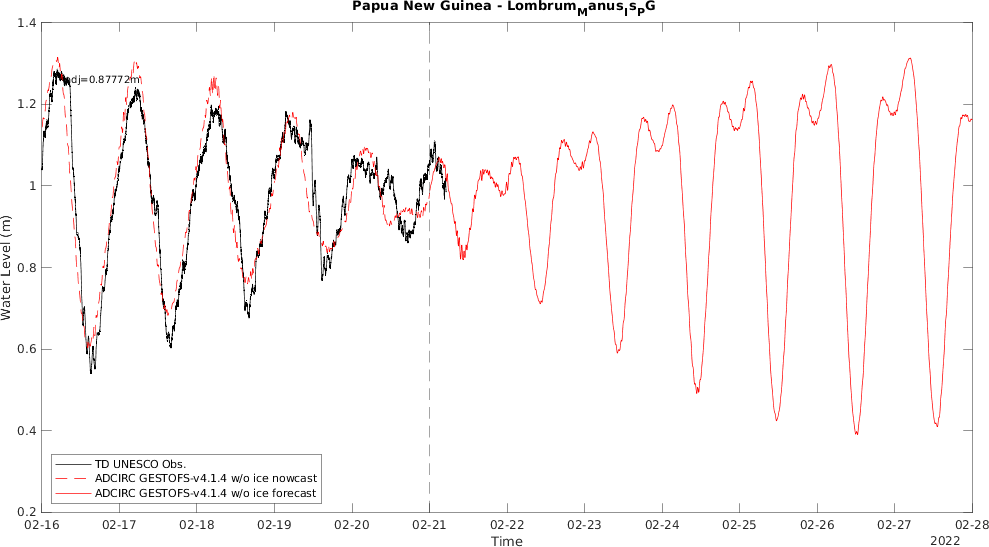 Papua New Guinea - LombrumManusIsPG
1.4
1.2
1
0.8
0.6
0.4
0.2
Water Level (m)
dj=0.87772m
TD UNESCO Obs.
ADCIRC GESTOFS-v4.1.4 w/o ice nowcast
ADCIRC GESTOFS-v4.1.4 w/o ice forecast
02-16 02-17 02-18 02-19 02-20 02-21 02-22 02-23 02-24 02-25 02-26 02-27 02-28
Time
2022